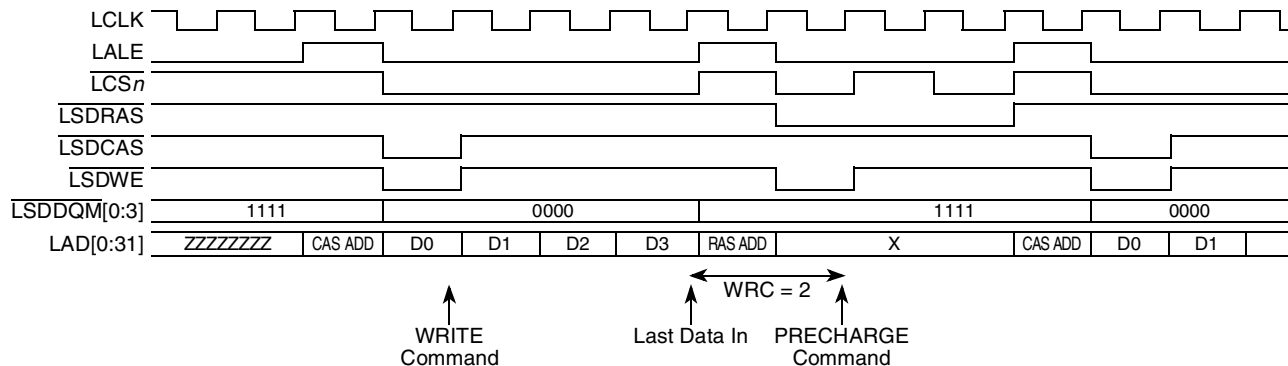 LCLK
LALE
LCSn
LSDRAS
LSDCAS
LSDWE
LSDDQM[0:3] 1111 0000 1111 0000
LAD[0:31] ZZZZZZZZ CAS ADD D0 D1 D2 D3 RAS ADD X CAS ADD D0 D1
WRC = 2
WRITE Last Data In PRECHARGE
Command Command